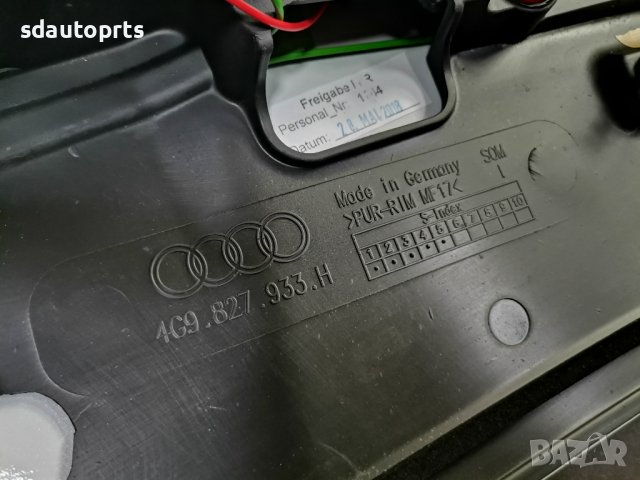 sdautoprts
Freigabe
Personal_Nr.
Datum: 28. MAI 2018
Made in Germany
>PUR-RIM MF17<
SOM
1
S-Index
1 2 3 4 5 6 7 8 9 10
4G9.827.933.H
BAZAR